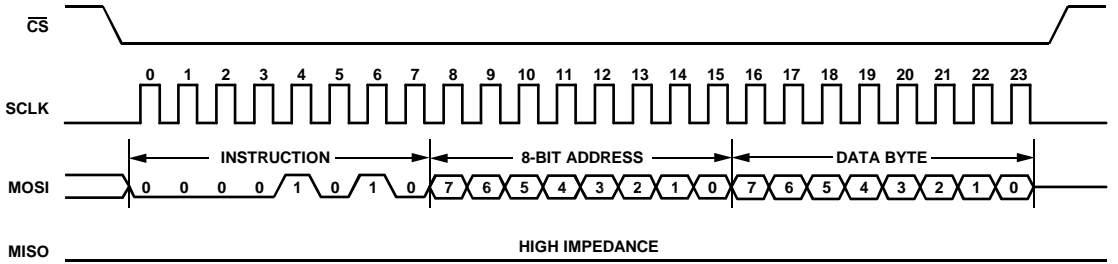 CS
0 1 2 3 4 5 6 7 8 9 10 11 12 13 14 15 16 17 18 19 20 21 22 23
SCLK
INSTRUCTION 8-BIT ADDRESS DATA BYTE
MOSI 0 0 0 0 1 0 1 0 7 6 5 4 3 2 1 0 7 6 5 4 3 2 1 0
MISO HIGH IMPEDANCE